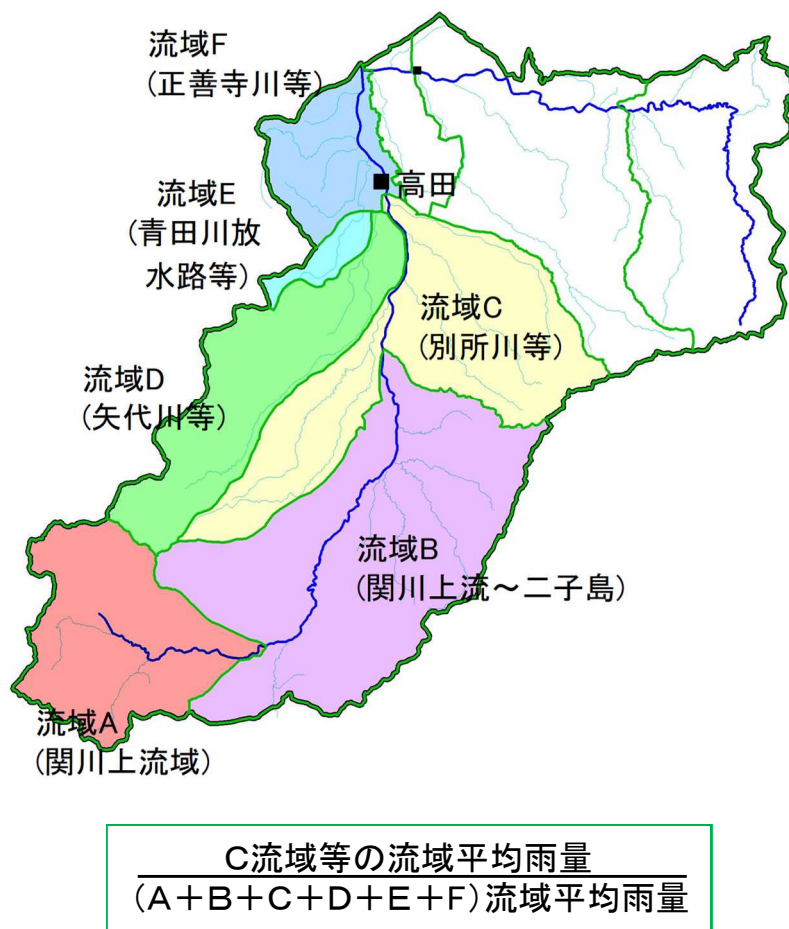 流域F
(正善寺川等)
高田
流域E
(青田川放
水路等)
流域C
(別所川等)
流域D
(矢代川等)
流域B
(関川上流～二子島)
流域A
(関川上流域)
C流域等の流域平均雨量
(A+B+C+D+E+F)流域平均雨量